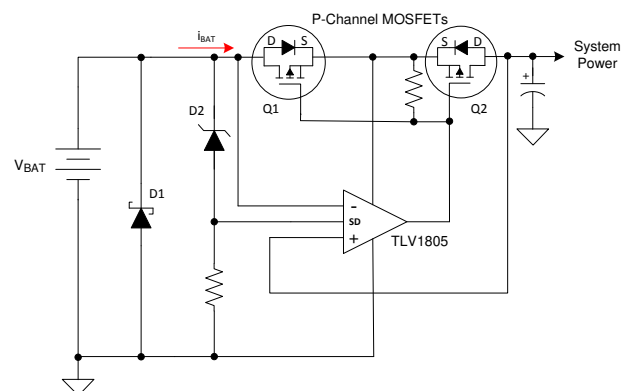 P-Channel MOSFETs
iBAT
D
S
S
D
System
Power
+
Q1
Q2
D2
VBAT
D1
-
SD
+
TLV1805